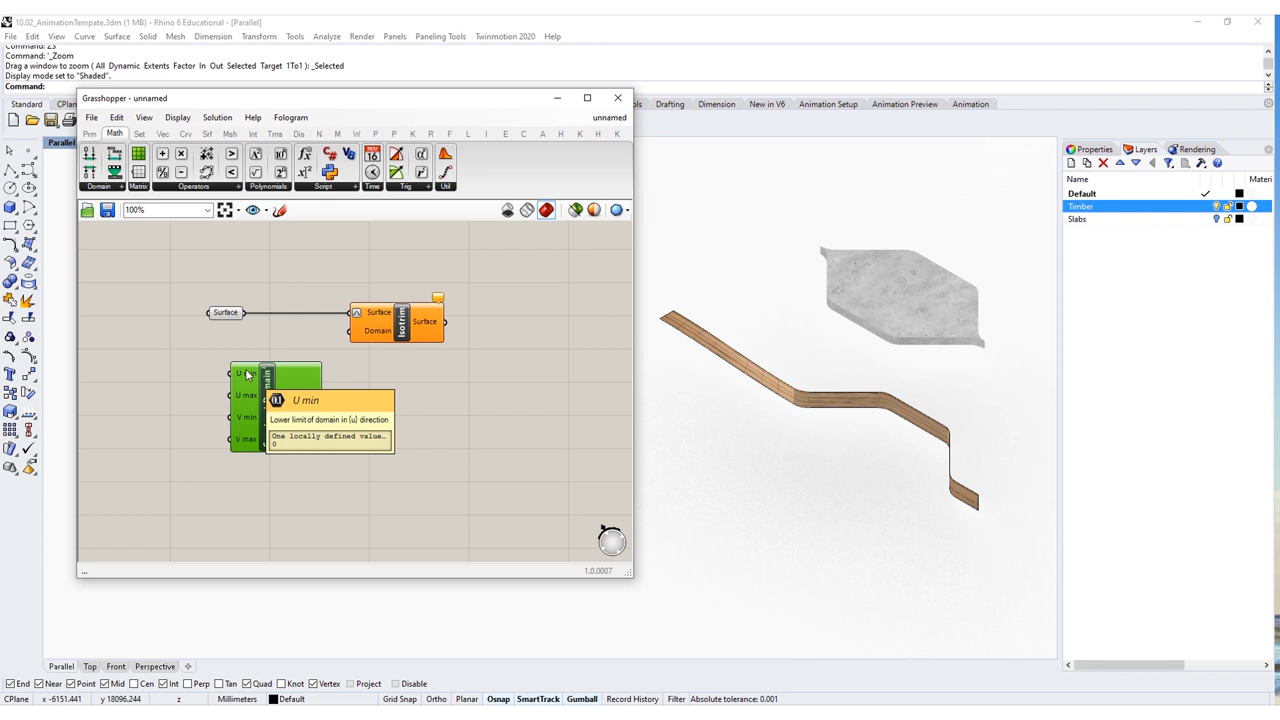 10.02_AnimationTempate.3dm (1 MB) - Rhino 6 Educational - [Parallel]
File Edit View Curve Surface Solid Mesh Dimension Transform Tools Analyze Render Panels Paneling Tools Twinmotion 2020 Help
Command: '_Zoom
Drag a window to zoom ( All Dynamic Extents Factor In Out Selected Target 1To1 ): _Selected
Display mode set to "Shaded".
Command:
Standard CPla Drafting Dimension New in V6 Animation Setup Animation Preview Animation
Grasshopper - unnamed
File Edit View Display Solution Help Fologram unnamed
Prm Math Set Vec Crv Srf Msh Int Trns Dis N M W P P K R F L I E C A H H K
Domain Matrix Operators Polynomials Script Time Trig Util
100%
Surface
Surface
Domain
Isotrim
Surface
U min
U max
V min
V max
U min
Lower limit of domain in {u} direction
One locally defined value…
0
... 1.0.0007
Parallel
Properties Layers Rendering
Name Materi
Default
Timber
Slabs
Parallel Top Front Perspective
End Near Point Mid Cen Int Perp Tan Quad Knot Vertex Project Disable
CPlane x -6151.441 y 18096.244 z Millimeters Default Grid Snap Ortho Planar Osnap SmartTrack Gumball Record History Filter Absolute tolerance: 0.001